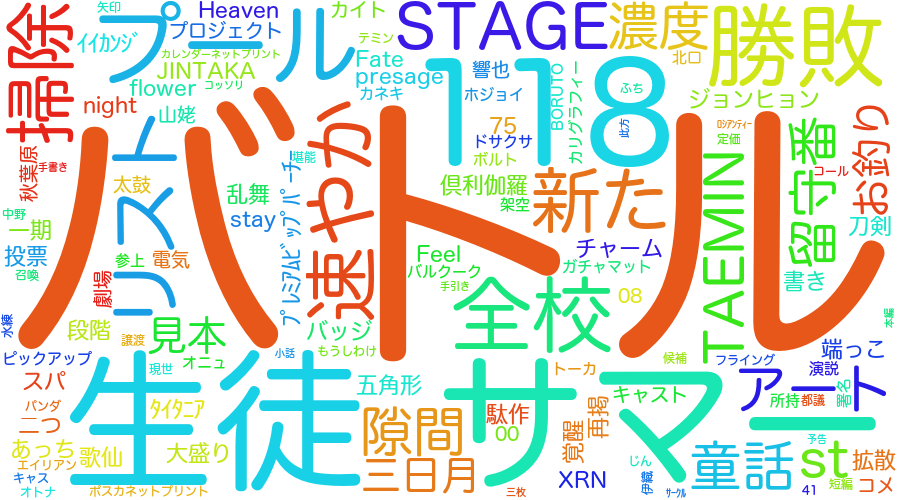 矢印
Heaven
カイト
STAGE
濃度
勝敗
掃除
プール
プロジェクト
テミン
イイカンジ
カレンダーネットプリント
JINTAKA
コッソリ
Fate
presage
響也
北口
flower
カネキ
ホジョイ
BORUTO
カリグラフィー
ふち
ジョンヒョン
night
山姥
118
75
ドサクサ
此方
ロシアンティー
定価
留守番
お釣り
秋葉原
手書き
リスト
バトル
速やか
堪能
ボルト
コール
太鼓
乱舞
プレミアムビップパーチー
倶利伽羅
架空
新た
TAEMIN
中野
一期
stay
刀剣
投票
召喚
参上
電気
Feel
チャーム
バルクーク
ガチャマット
書き
劇場
手引き
全校
08
水練
段階
譲渡
見本
バッジ
本編
ピックアップ
現世
オニュ
小話
もうしわけ
候補
フライング
端っこ
スパ
生徒
五角形
サマー
トーカ
演説
アート
パンダ
二つ
タイタニア
隙間
駄作
キャスト
所持
都議
署名
あっち
エイリアン
歌仙
大盛り
00
覚醒
再掲
童話
予告
st
拡散
キャス
オトナ
ポスカネットプリント
三日月
三枚
XRN
じん
伊織
サークル
41
短編
コメ